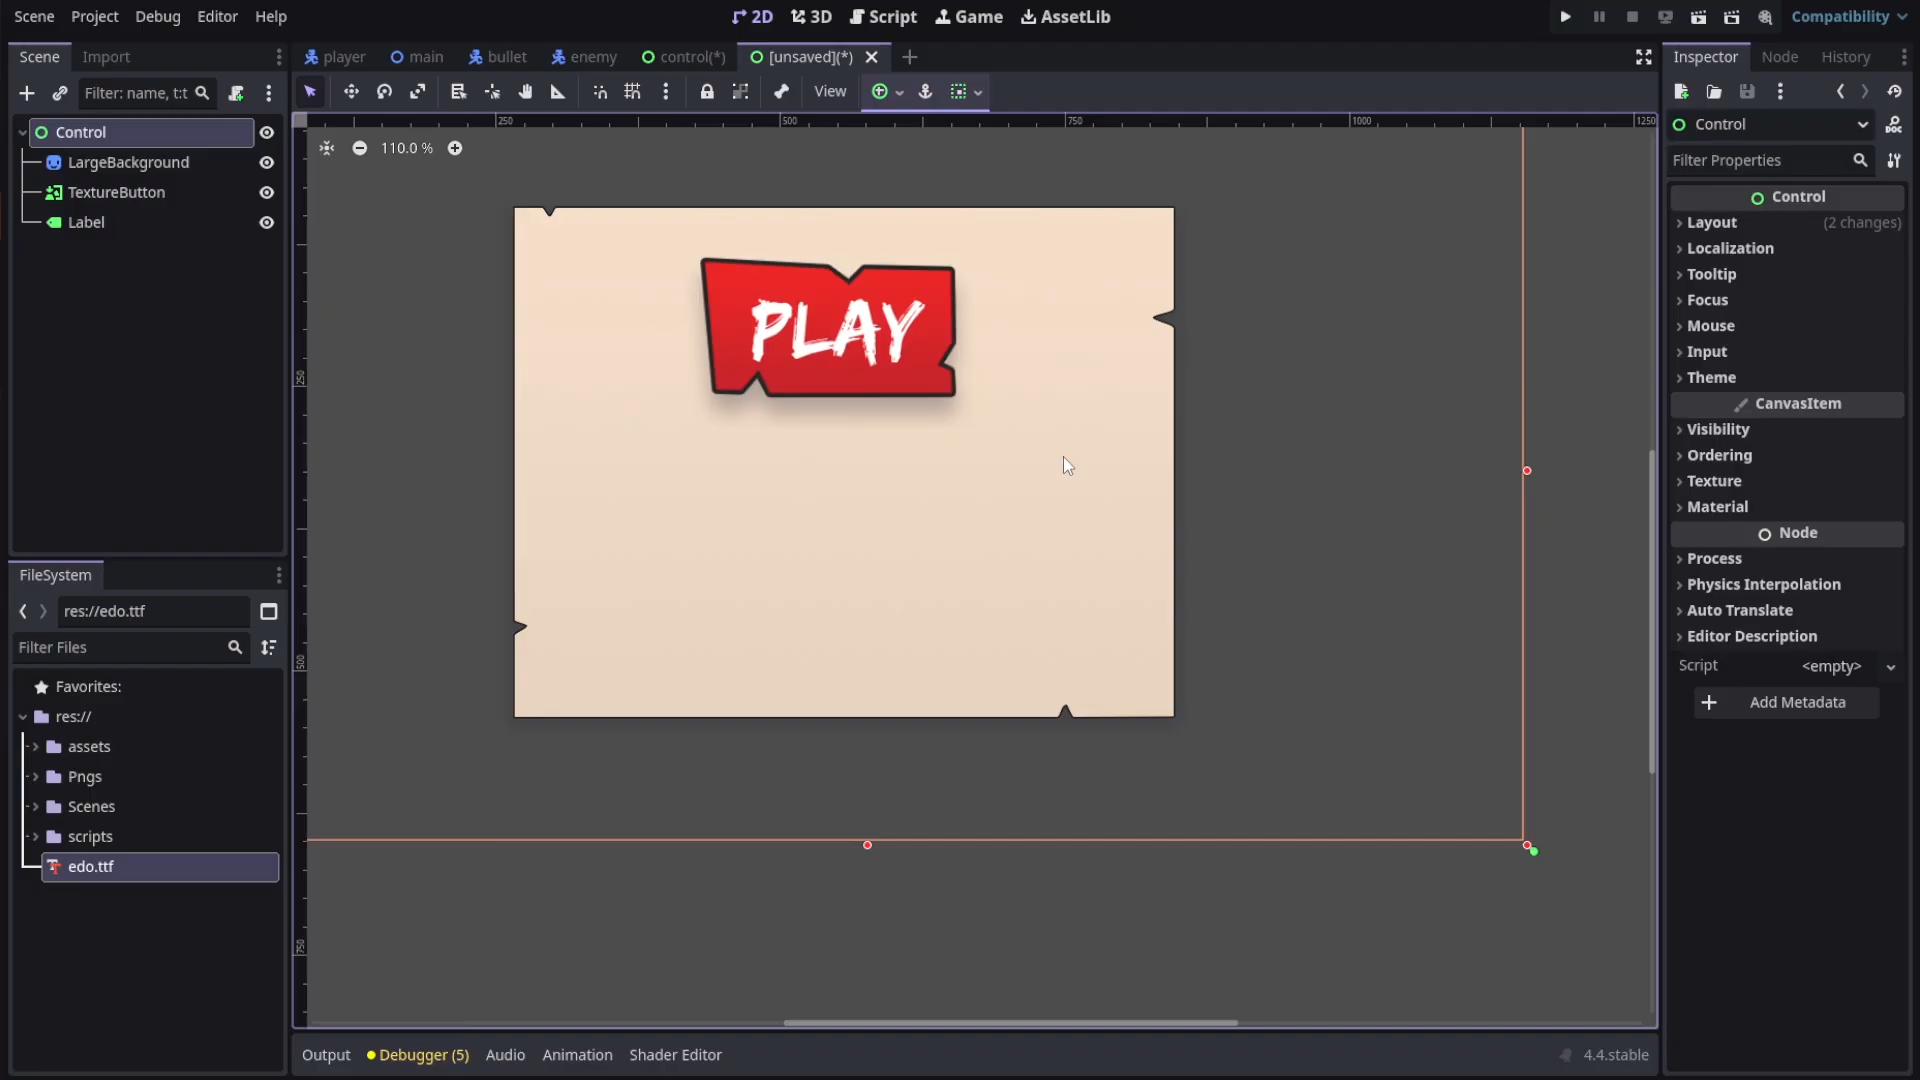 Scene Project Debug Editor Help
2D 3D Script Game AssetLib
Compatibility
Scene Import
player main bullet enemy control(*) [unsaved](*)
Inspector Node History
Filter: name, t:t
View
Control
LargeBackground
TextureButton
Label
250 500 750 1000 1250
110.0 %
250
500
750
PLAY
Control
Filter Properties
Control
Layout (2 changes)
Localization
Tooltip
Focus
Mouse
Input
Theme
CanvasItem
Visibility
Ordering
Texture
Material
Node
Process
Physics Interpolation
Auto Translate
Editor Description
Script <empty>
Add Metadata
FileSystem
res://edo.ttf
Filter Files
Favorites:
res://
assets
Pngs
Scenes
scripts
edo.ttf
Output Debugger (5) Audio Animation Shader Editor
4.4.stable